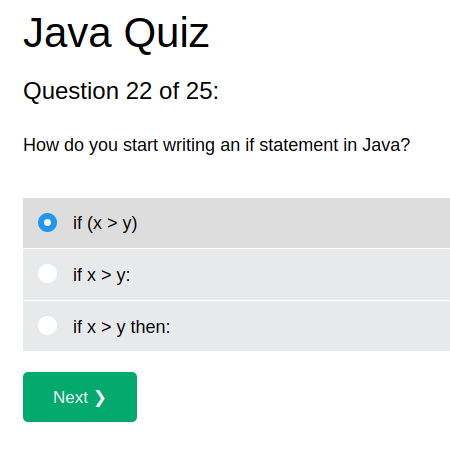 Java Quiz
Question 22 of 25:
How do you start writing an if statement in Java?
if (x > y)
if x > y:
if x > y then:
Next ❯